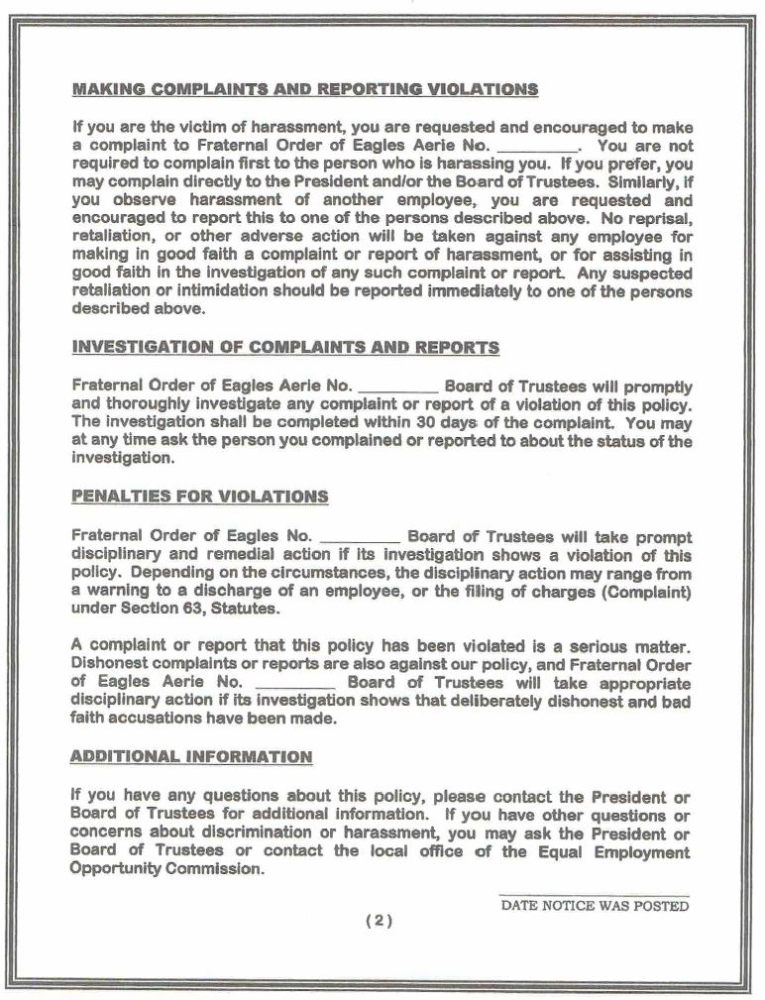 MAKING COMPLAINTS AND REPORTING VIOLATIONS
If you are the victim of harassment, you are requested and encouraged to make
a complaint to Fraternal Order of Eagles Aerie No. _________. You are not
required to complain first to the person who is harassing you. If you prefer, you
may complain directly to the President and/or the Board of Trustees. Similarly, if
you observe harassment of another employee, you are requested and
encouraged to report this to one of the persons described above. No reprisal,
retaliation, or other adverse action will be taken against any employee for
making in good faith a complaint or report of harassment, or for assisting in
good faith in the investigation of any such complaint or report. Any suspected
retaliation or intimidation should be reported immediately to one of the persons
described above.
INVESTIGATION OF COMPLAINTS AND REPORTS
Fraternal Order of Eagles Aerie No. _________ Board of Trustees will promptly
and thoroughly investigate any complaint or report of a violation of this policy.
The investigation shall be completed within 30 days of the complaint. You may
at any time ask the person you complained or reported to about the status of the
investigation.
PENALTIES FOR VIOLATIONS
Fraternal Order of Eagles No. _________ Board of Trustees will take prompt
disciplinary and remedial action if its investigation shows a violation of this
policy. Depending on the circumstances, the disciplinary action may range from
a warning to a discharge of an employee, or the filing of charges (Complaint)
under Section 63, Statutes.
A complaint or report that this policy has been violated is a serious matter.
Dishonest complaints or reports are also against our policy, and Fraternal Order
of Eagles Aerie No. _________ Board of Trustees will take appropriate
disciplinary action if its investigation shows that deliberately dishonest and bad
faith accusations have been made.
ADDITIONAL INFORMATION
If you have any questions about this policy, please contact the President or
Board of Trustees for additional information. If you have other questions or
concerns about discrimination or harassment, you may ask the President or
Board of Trustees or contact the local office of the Equal Employment
Opportunity Commission.
DATE NOTICE WAS POSTED
(2)